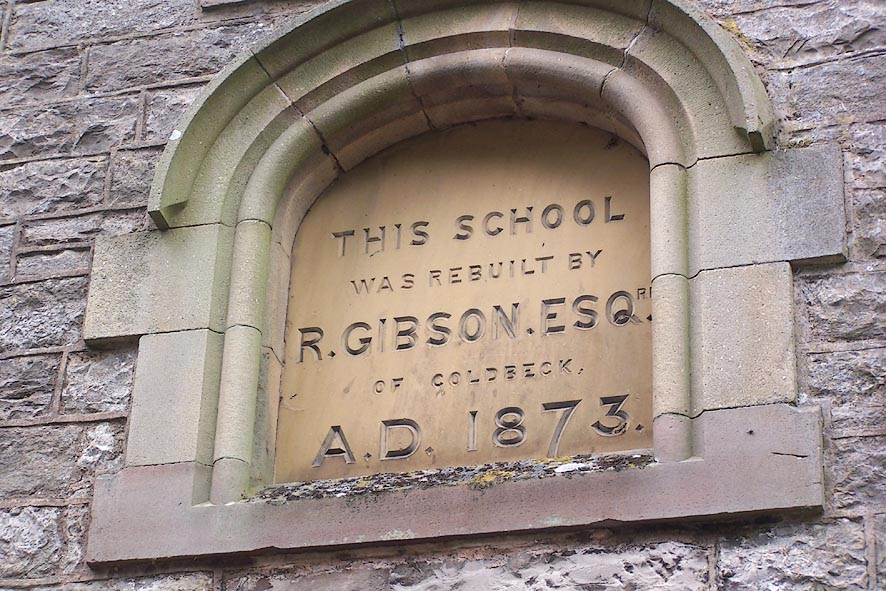 THIS SCHOOL
WAS REBUILT BY
R. GIBSON. ESQRE.
OF COLDBECK.
A.D. 1873.